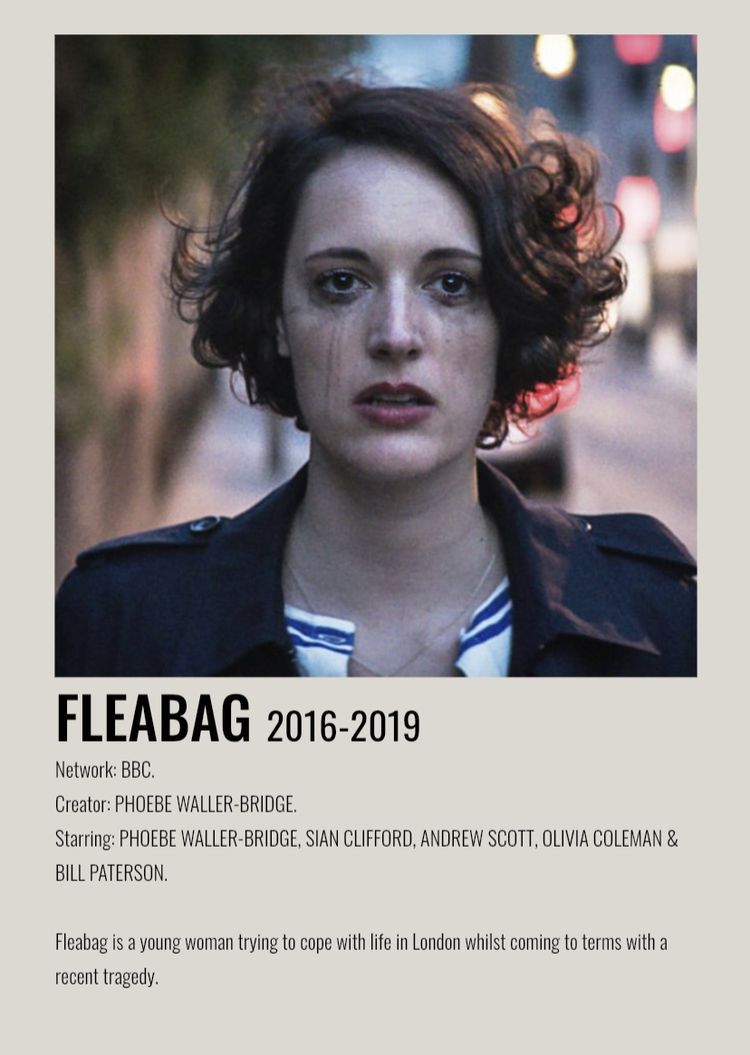 FLEABAG 2016-2019
Network: BBC.
Creator: PHOEBE WALLER-BRIDGE.
Starring: PHOEBE WALLER-BRIDGE, SIAN CLIFFORD, ANDREW SCOTT, OLIVIA COLEMAN &
BILL PATERSON.
Fleabag is a young woman trying to cope with life in London whilst coming to terms with a
recent tragedy.